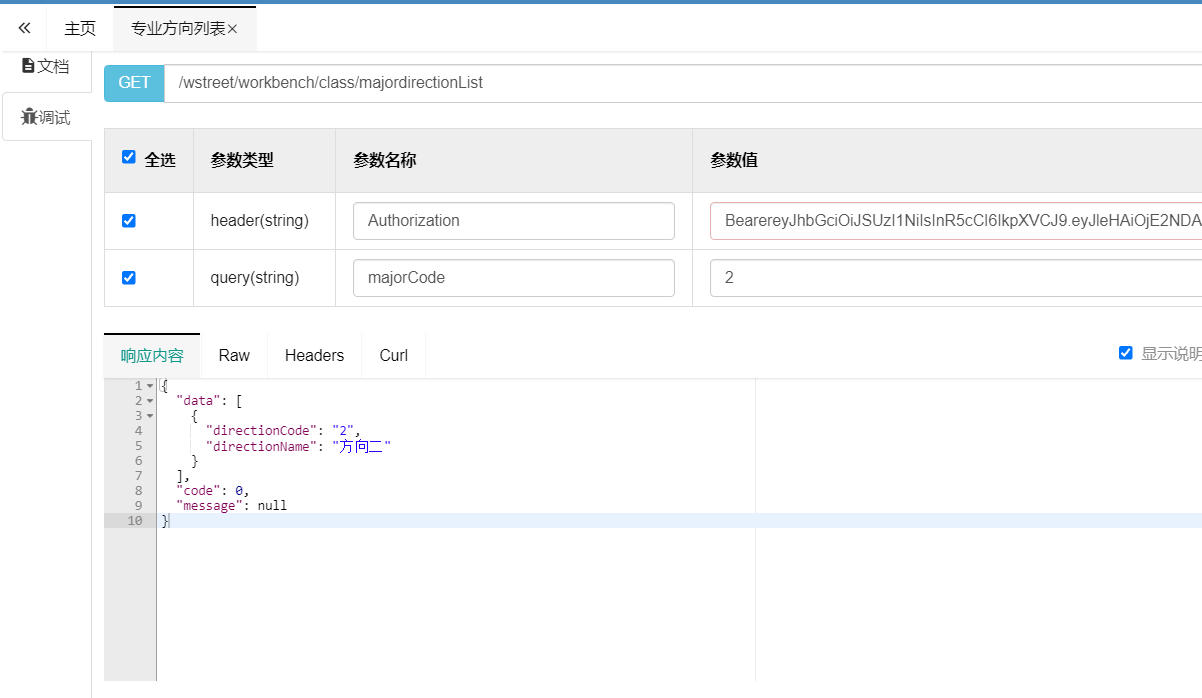 主页 专业方向列表×
文档
调试
GET /wstreet/workbench/class/majordirectionList
全选 参数类型 参数名称 参数值
header(string) Authorization BearereyJhbGciOiJSUzI1NiIsInR5cCI6IkpXVCJ9.eyJleHAiOjE2NDA
query(string) majorCode 2
响应内容 Raw Headers Curl 显示说明
1 {
2 "data": [
3 {
4 "directionCode": "2",
5 "directionName": "方向二"
6 }
7 ],
8 "code": 0,
9 "message": null
10 }